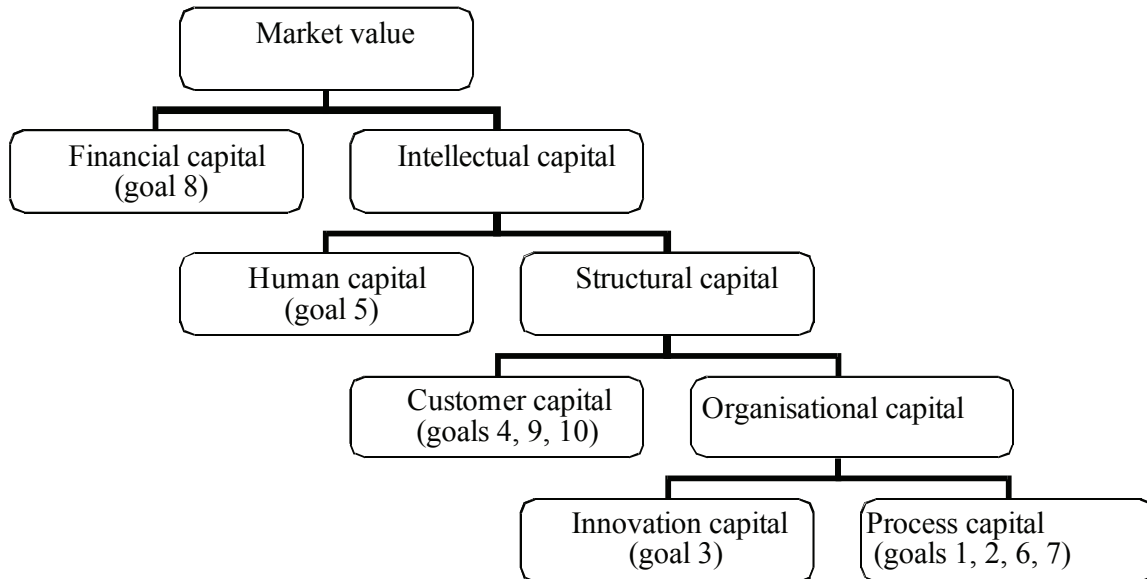 Market value
Financial capital
(goal 8)
Intellectual capital
Human capital
(goal 5)
Structural capital
Customer capital
(goals 4, 9, 10)
Organisational capital
Innovation capital
(goal 3)
Process capital
(goals 1, 2, 6, 7)